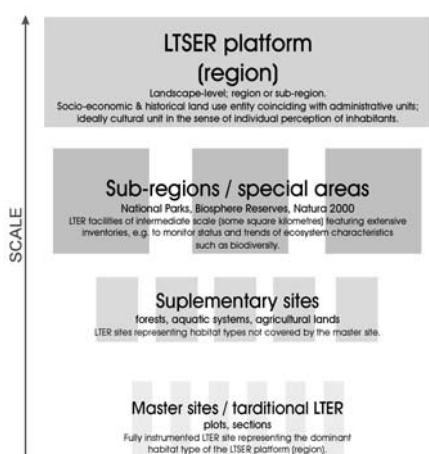 LTSER platform
(region)
Landscape-level; region or sub-region.
Socio-economic & historical land use entity coinciding with administrative units;
ideally cultural unit in the sense of individual perception of inhabitants.
Sub-regions / special areas
National Parks, Biosphere Reserves, Natura 2000
LTER facilities of intermediate scale (some square kilometres) featuring extensive
inventories, e.g. to monitor status and trends of ecosystem characteristics
such as biodiversity.
SCALE
Suplementary sites
forests, aquatic systems, agricultural lands
LTER sites representing habitat types not covered by the master site.
Master sites / tarditional LTER
plots, sections
Fully instrumented LTER site representing the dominant
habitat type of the LTSER platform (region).